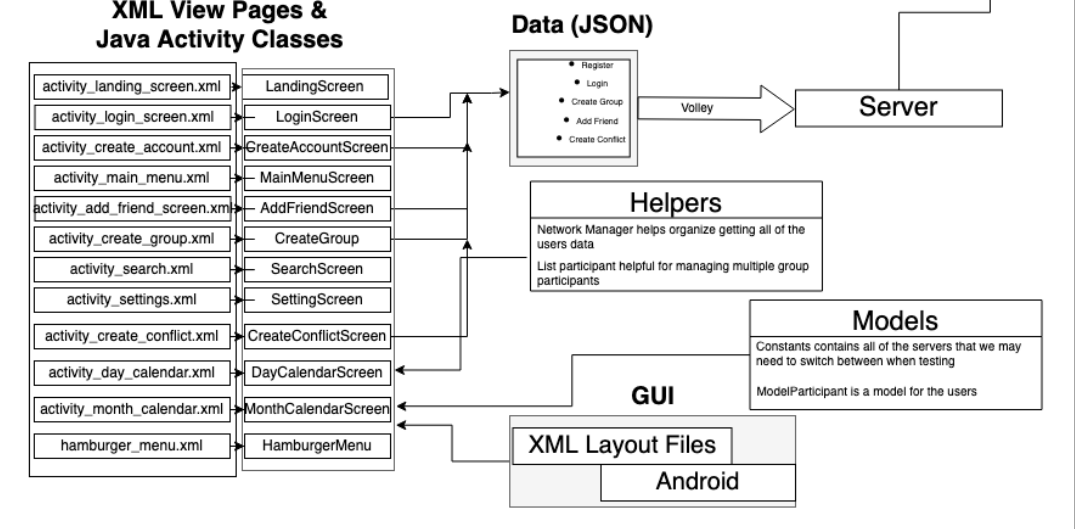 XML View Pages &
Java Activity Classes
activity_landing_screen.xml
LandingScreen
activity_login_screen.xml
LoginScreen
activity_create_account.xml
CreateAccountScreen
activity_main_menu.xml
MainMenuScreen
activity_add_friend_screen.xml
AddFriendScreen
activity_create_group.xml
CreateGroup
activity_search.xml
SearchScreen
activity_settings.xml
SettingScreen
activity_create_conflict.xml
CreateConflictScreen
activity_day_calendar.xml
DayCalendarScreen
activity_month_calendar.xml
MonthCalendarScreen
hamburger_menu.xml
HamburgerMenu
Data (JSON)
Register
Login
Create Group
Add Friend
Create Conflict
Volley
Server
Helpers
Network Manager helps organize getting all of the
users data
List participant helpful for managing multiple group
participants
Models
Constants contains all of the servers that we may
need to switch between when testing
ModelParticipant is a model for the users
GUI
XML Layout Files
Android